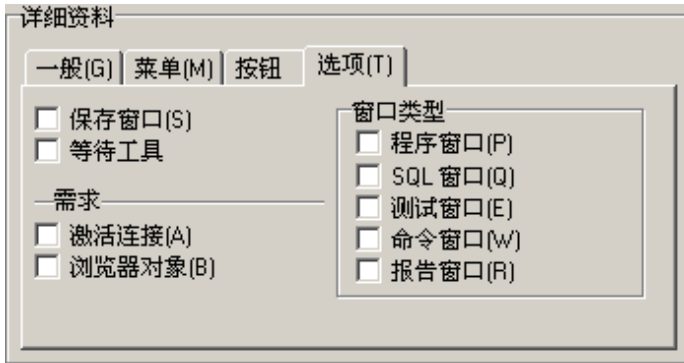 详细资料
一般(G) 菜单(M) 按钮 选项(T)
保存窗口(S)
等待工具
需求
激活连接(A)
浏览器对象(B)
窗口类型
程序窗口(P)
SQL 窗口(Q)
测试窗口(E)
命令窗口(W)
报告窗口(R)